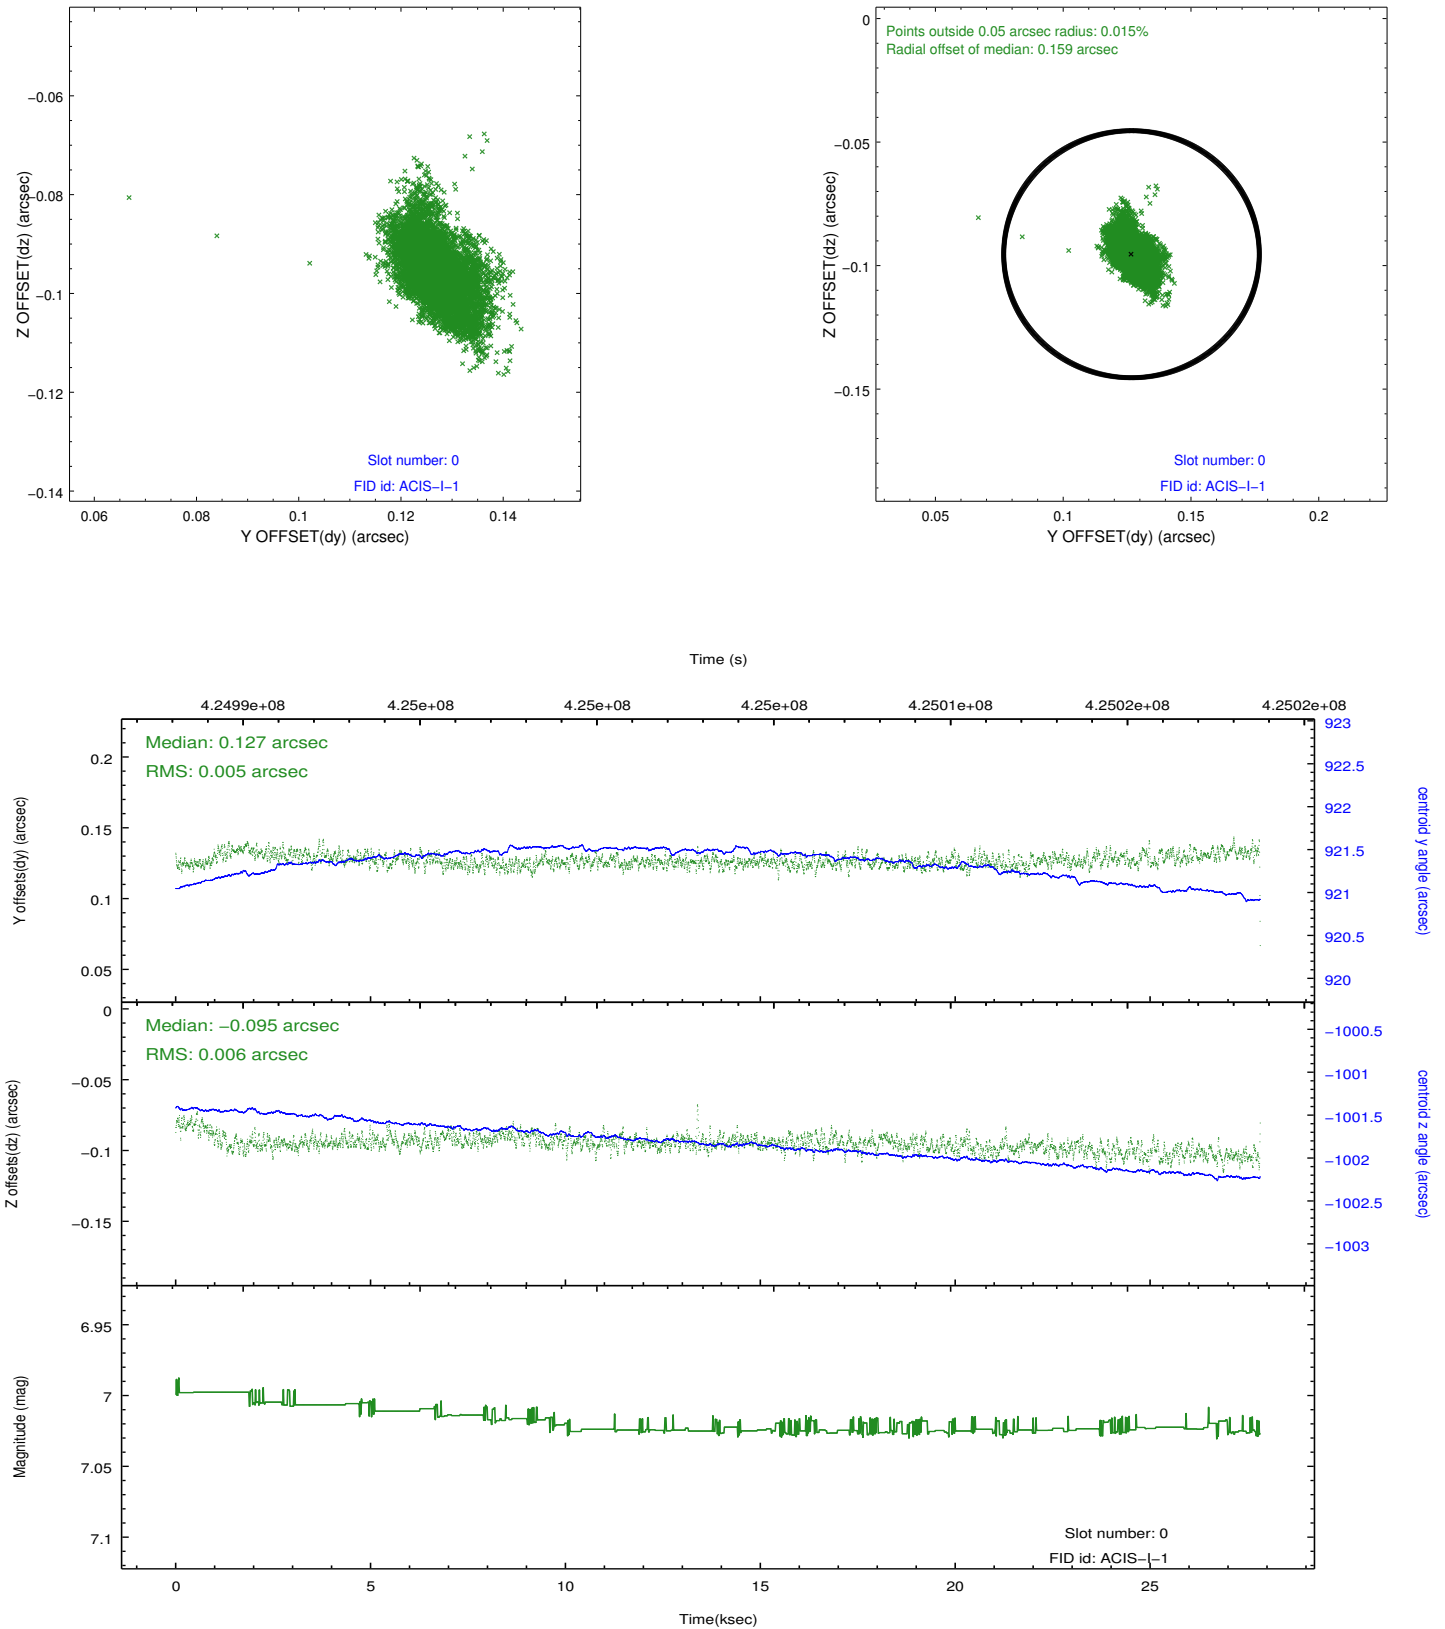 −0.06
−0.08
−0.1
−0.12
−0.14
Z OFFSET(dz) (arcsec)
Slot number: 0
FID id: ACIS−I−1
0.06
0.08
0.1
0.12
0.14
Y OFFSET(dy) (arcsec)
Points outside 0.05 arcsec radius: 0.015%
Radial offset of median: 0.159 arcsec
0
−0.05
−0.1
−0.15
Z OFFSET(dz) (arcsec)
Slot number: 0
FID id: ACIS−I−1
0.05
0.1
0.15
0.2
Y OFFSET(dy) (arcsec)
Time (s)
4.2499e+08
4.25e+08
4.25e+08
4.25e+08
4.2501e+08
4.2502e+08
4.2502e+08
Median: 0.127 arcsec
RMS: 0.005 arcsec
0.2
0.15
0.1
0.05
Y offsets(dy) (arcsec)
923
922.5
922
921.5
921
920.5
920
centroid y angle (arcsec)
Median: −0.095 arcsec
RMS: 0.006 arcsec
0
−0.05
−0.1
−0.15
Z offsets(dz) (arcsec)
−1000.5
−1001
−1001.5
−1002
−1002.5
−1003
centroid z angle (arcsec)
6.95
7
7.05
7.1
Magnitude (mag)
Slot number: 0
FID id: ACIS−I−1
0
5
10
15
20
25
Time(ksec)